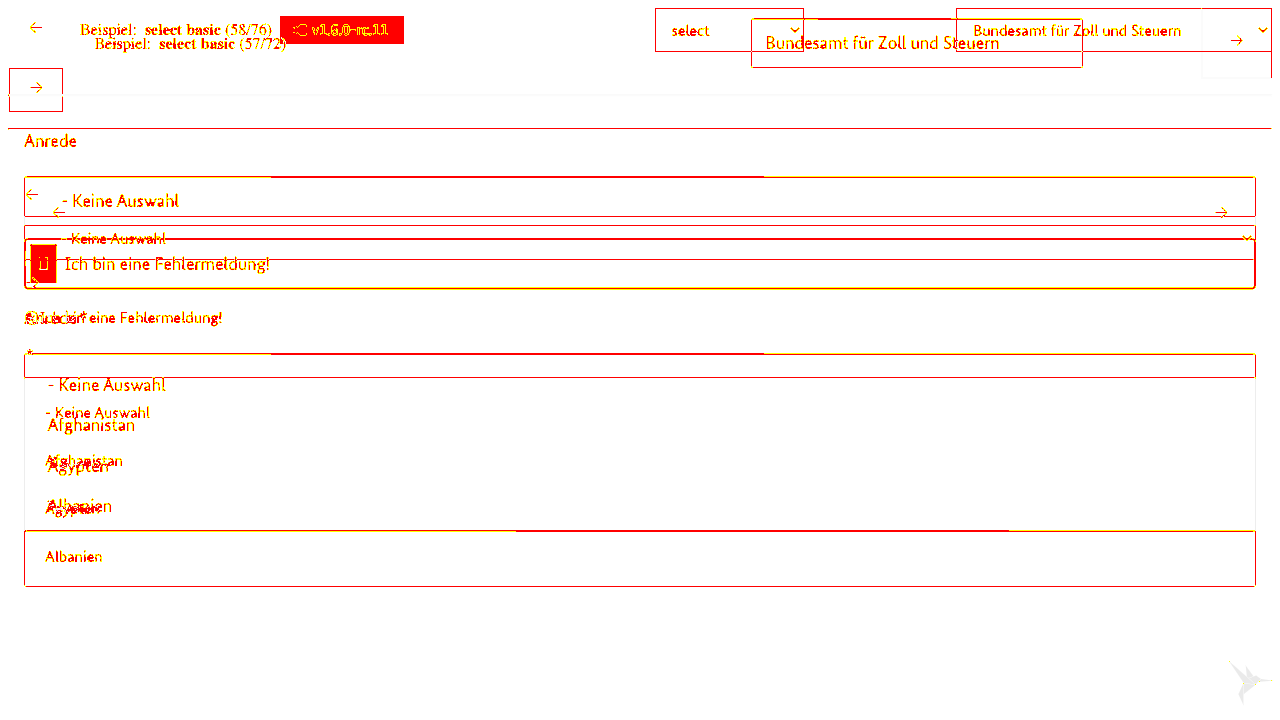 ← Beispiel: select basic (58/76) v1.6.0-rc.11 select Bundesamt für Zoll und Steuern
Beispiel: select basic (57/72) Bundesamt für Zoll und Steuern →
→
Anrede
←
- Keine Auswahl
← →
- Keine Auswahl
Ich bin eine Fehlermeldung!
eine Fehlermeldung!
- Keine Auswahl
- Keine Auswahl
Afghanistan
Afghanistan
Ägypten
Albanien
Ägypten
Albanien